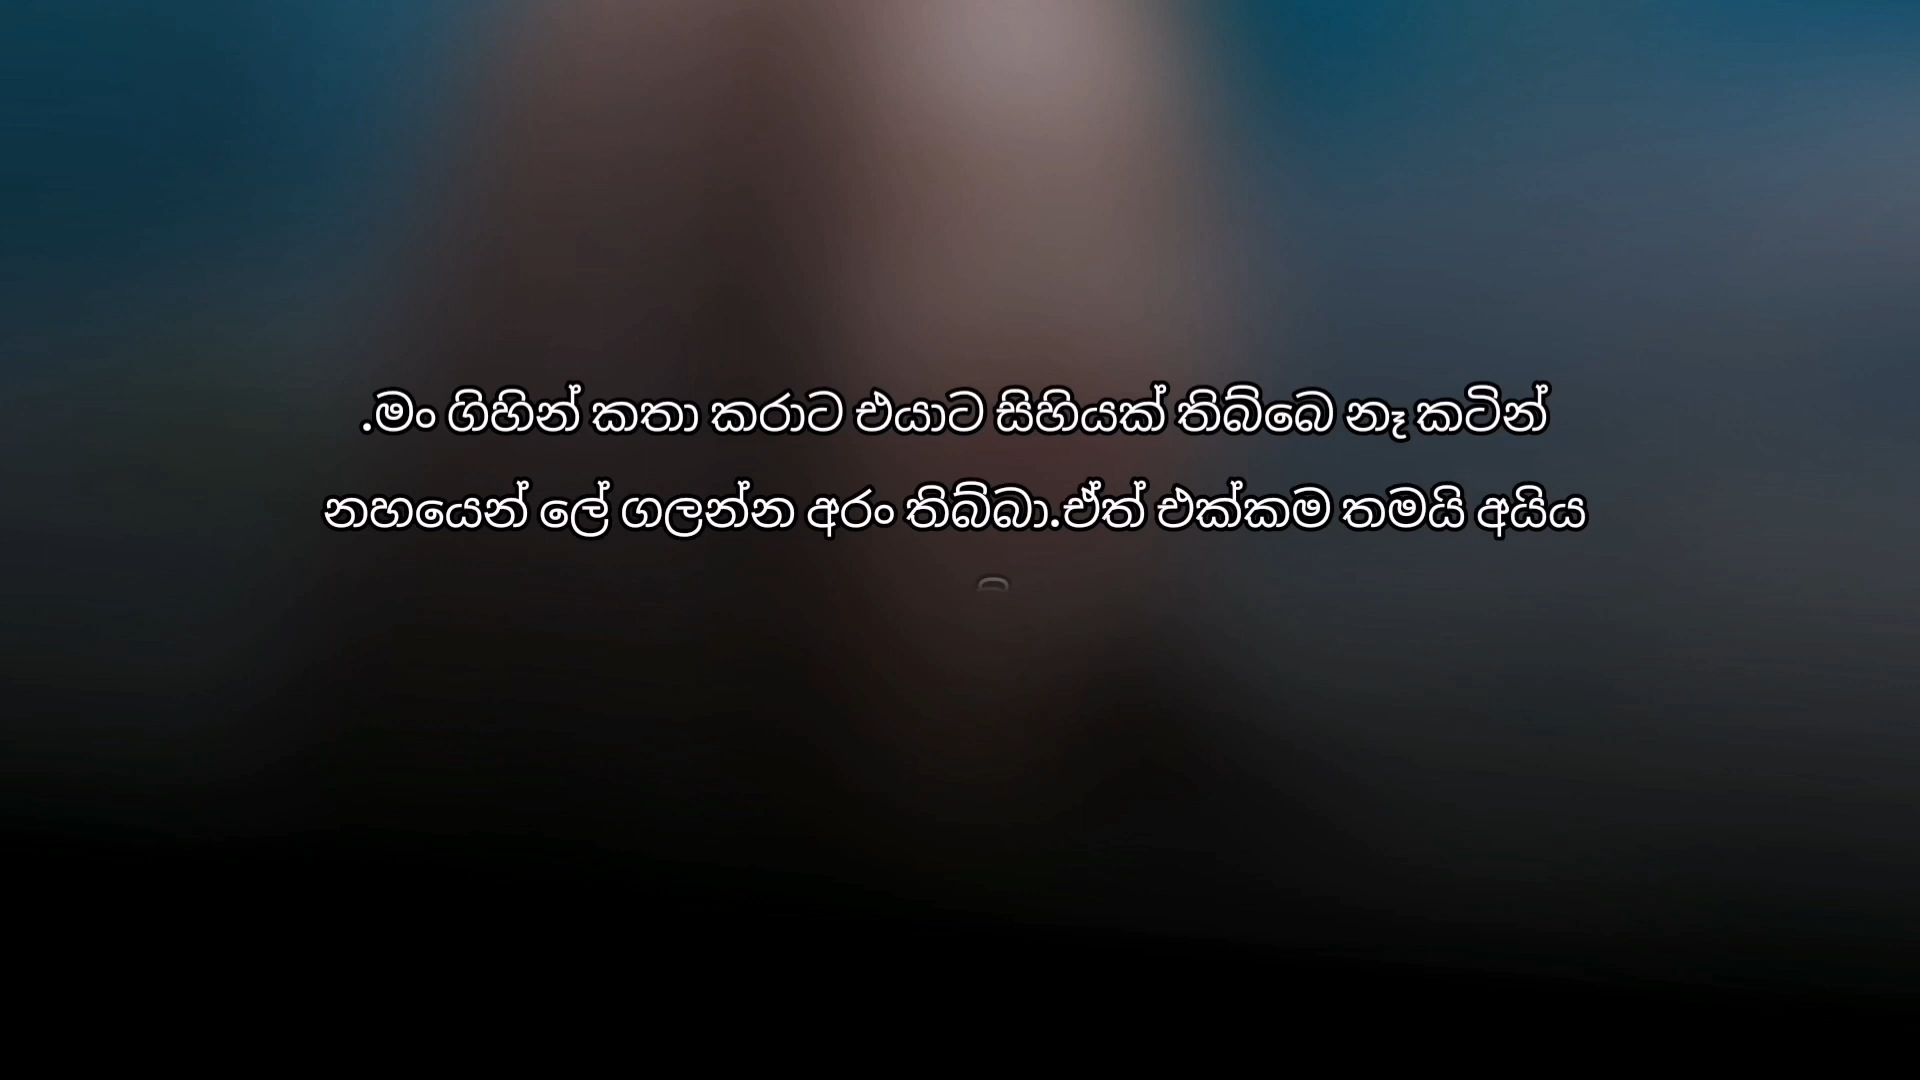 .මං ගිහින් කතා කරාට එයාට සිහියක් තිබ්බෙ නෑ කටින්
නහයෙන් ලේ ගලන්න අරං තිබ්බා.ඒත් එක්කම තමයි අයිය